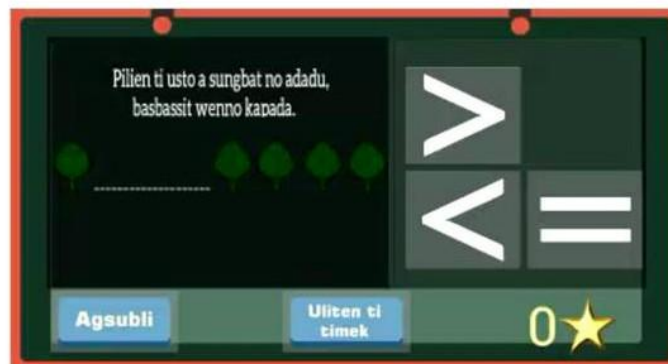 Pilien ti usto a sungbat no adadu,
basbassit wenno kapada.
>
<
=
Agsubli
Uliten ti
timek
0